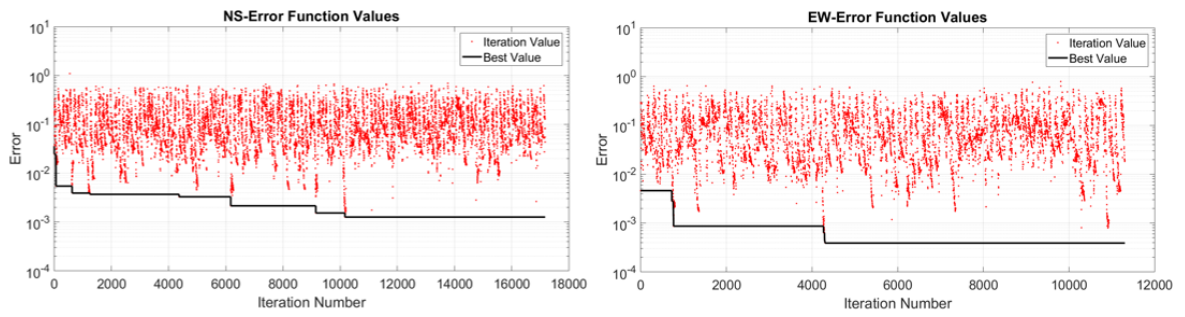 NS-Error Function Values
Iteration Value
Best Value
10^1
10^0
10^-1
10^-2
10^-3
10^-4
Error
0 2000 4000 6000 8000 10000 12000 14000 16000 18000
Iteration Number
EW-Error Function Values
Iteration Value
Best Value
10^1
10^0
10^-1
10^-2
10^-3
10^-4
Error
0 2000 4000 6000 8000 10000 12000
Iteration Number